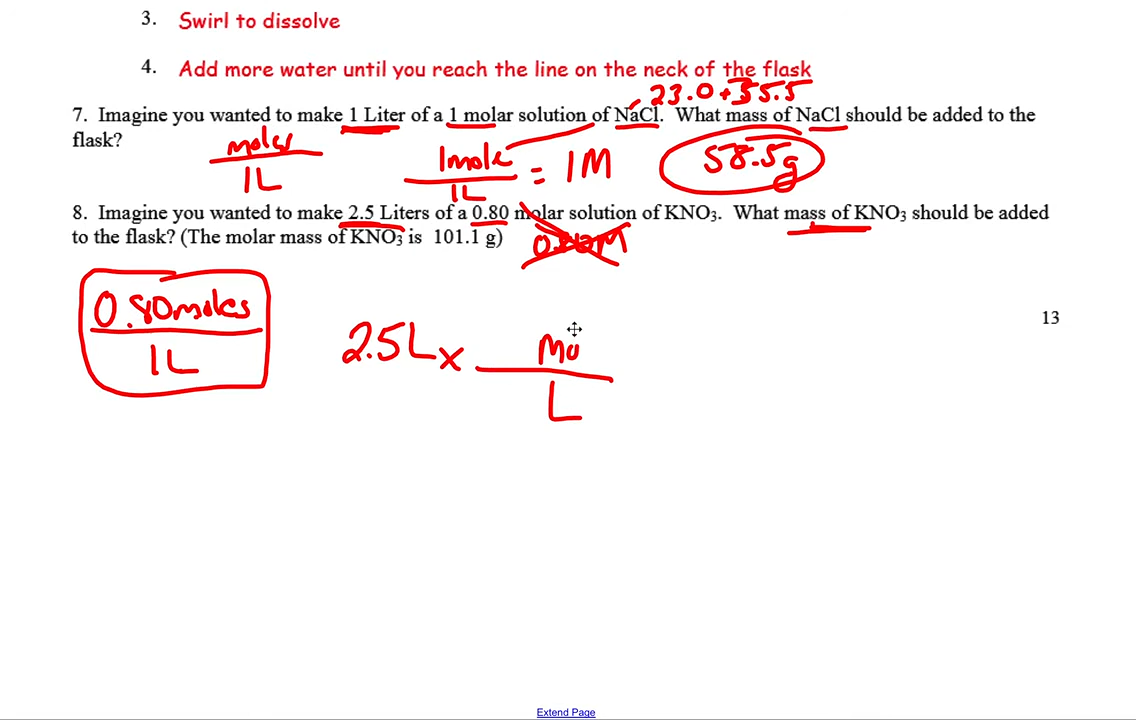 3. Swirl to dissolve
4. Add more water until you reach the line on the neck of the flask
23.0 + 35.5
7. Imagine you wanted to make 1 Liter of a 1 molar solution of NaCl. What mass of NaCl should be added to the
flask?
moles
1L
1mole
1L
= 1M
58.5g
8. Imagine you wanted to make 2.5 Liters of a 0.80 molar solution of KNO₃. What mass of KNO₃ should be added
to the flask? (The molar mass of KNO₃ is 101.1 g)
0.80M
0.80moles
1L
2.5L x
Mo
L
13
Extend Page